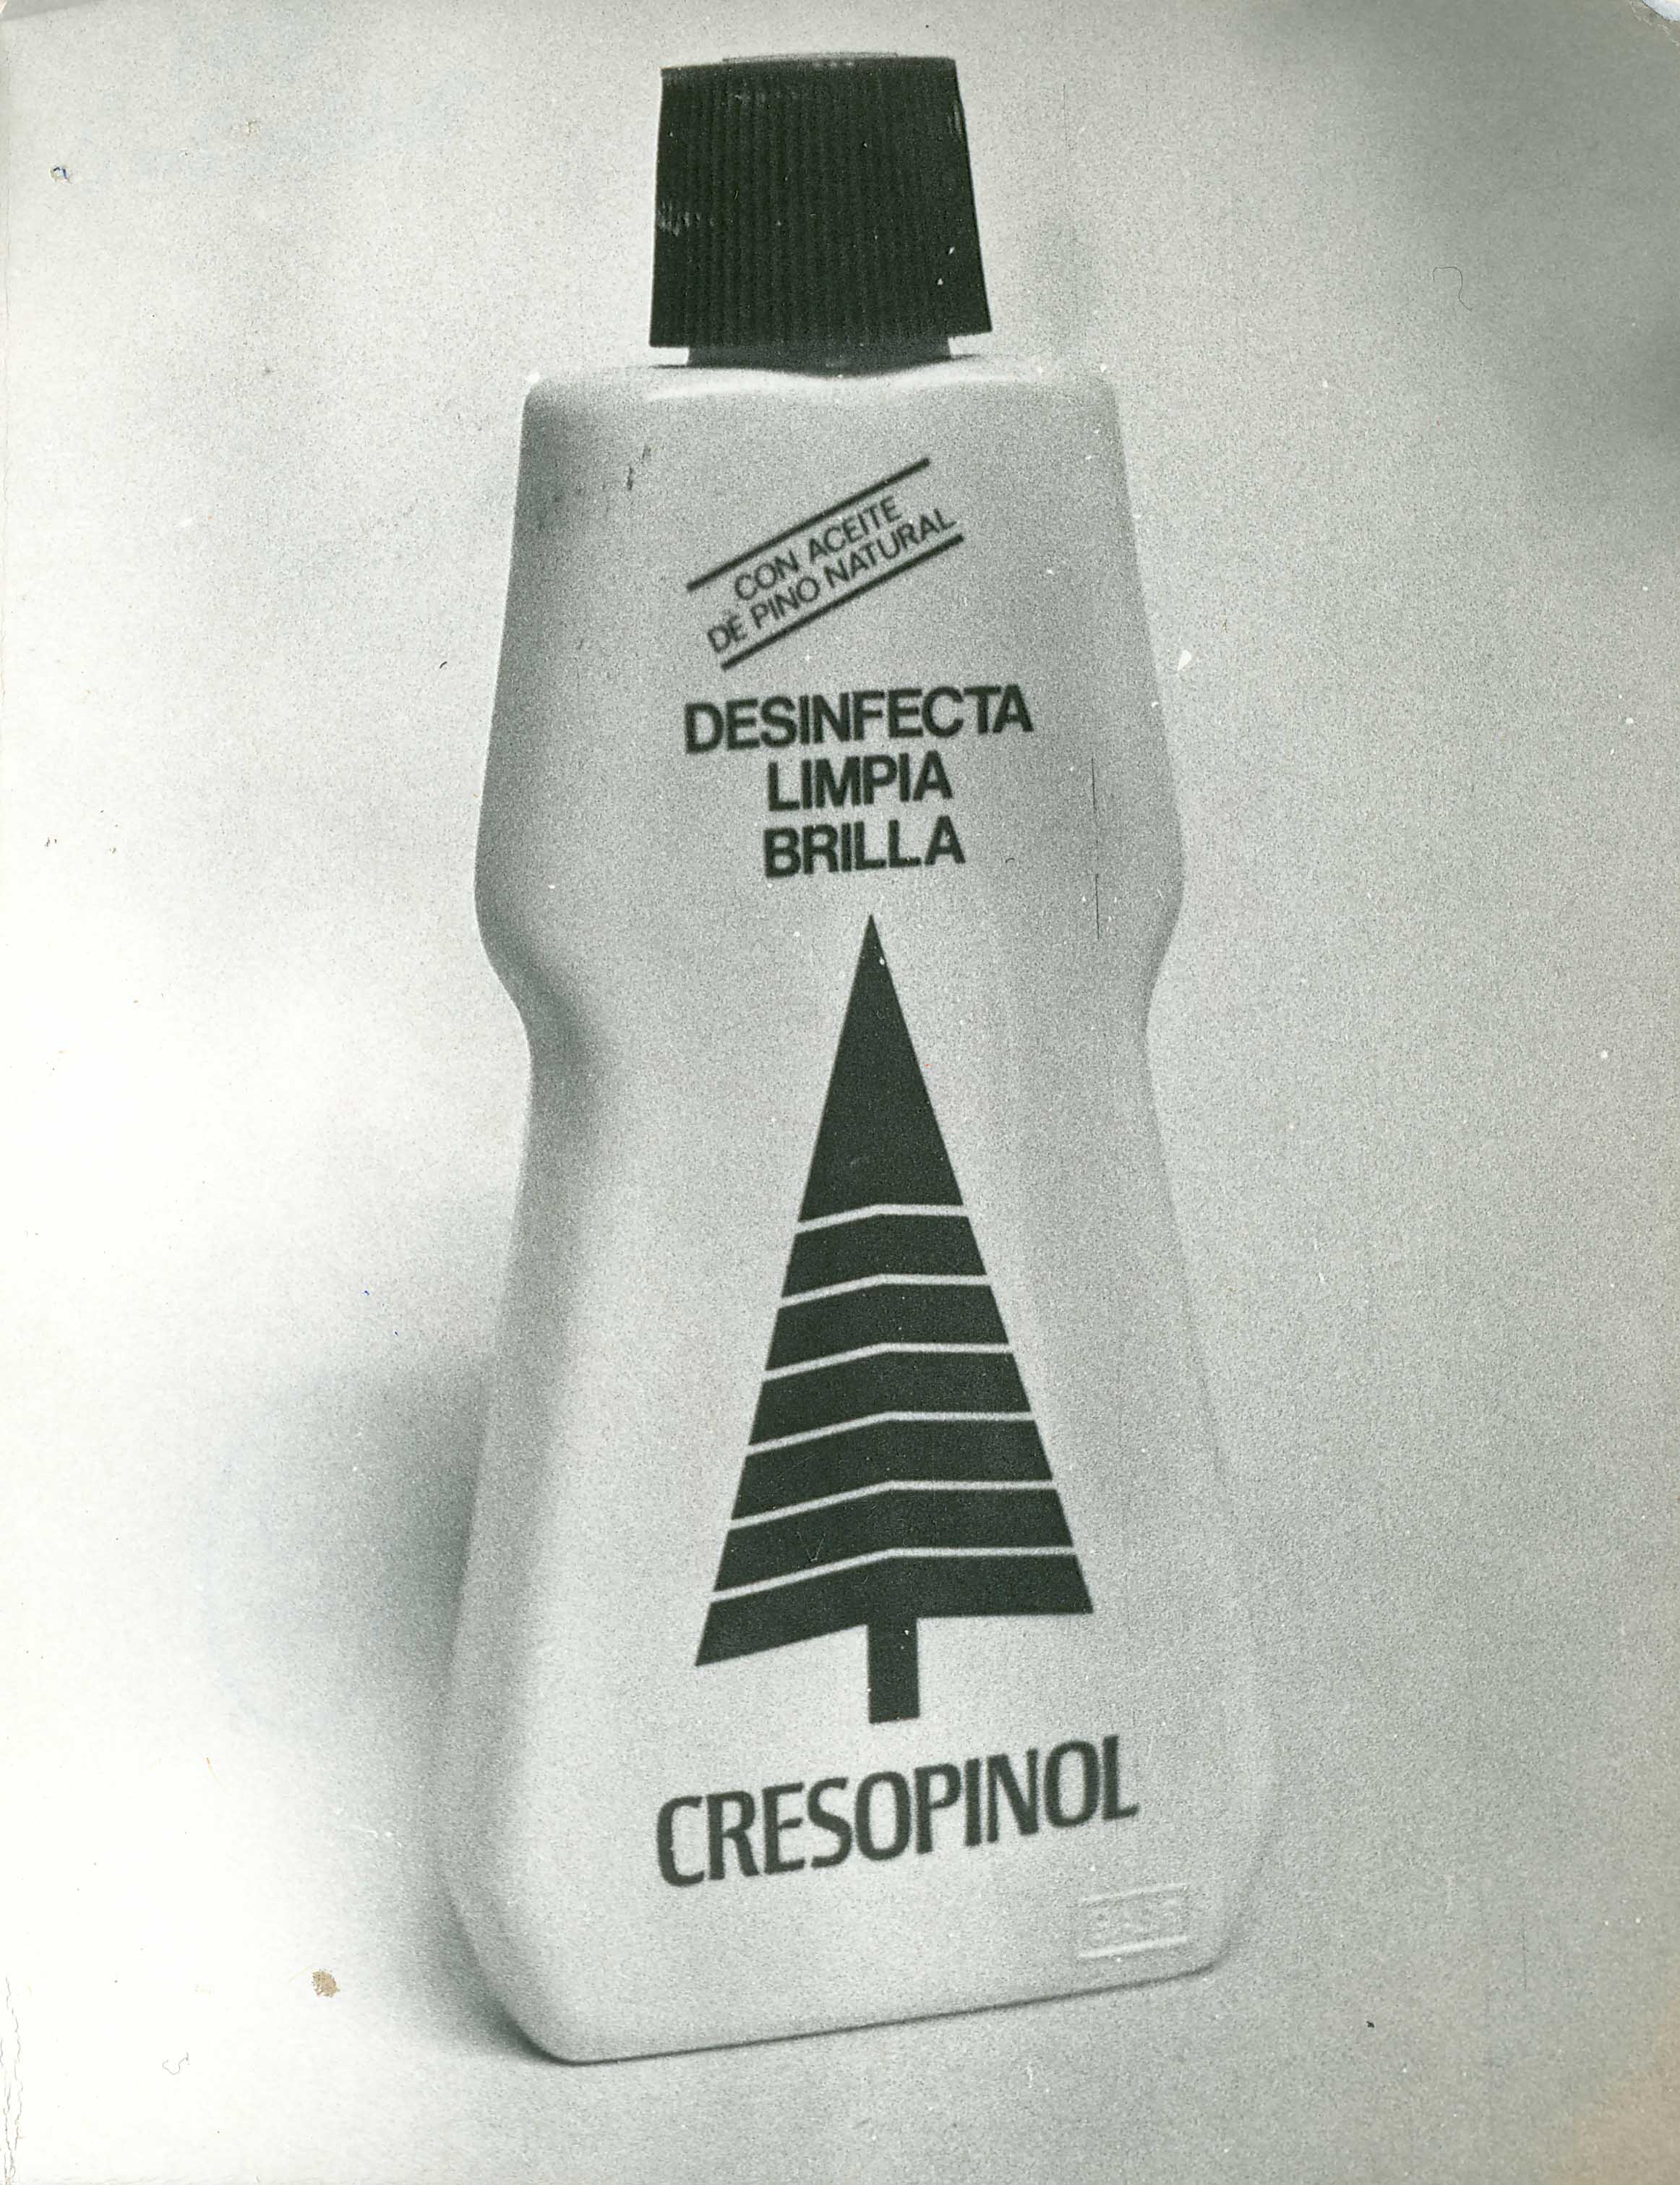 CON ACEITE
DE PINO NATURAL
DESINFECTA
LIMPIA
BRILLA
CRESOPINOL